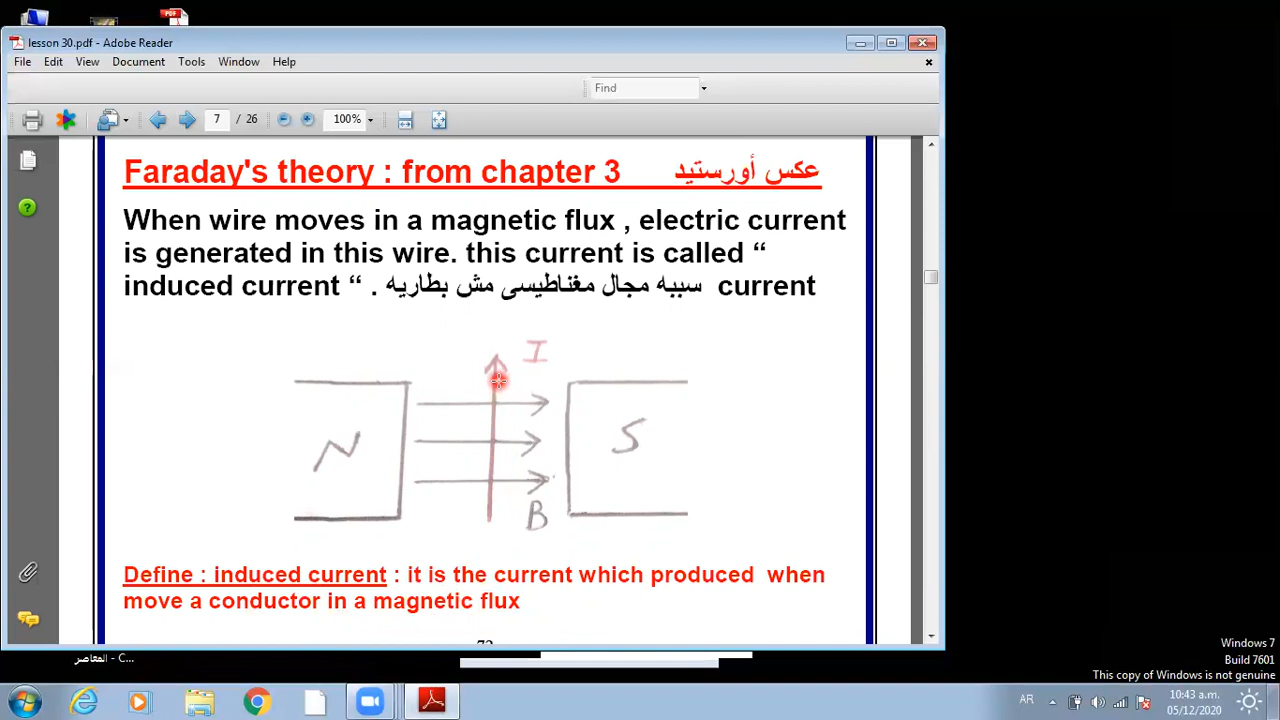 lesson 30.pdf - Adobe Reader
File Edit View Document Tools Window Help
Find
7 / 26 100%
Faraday's theory : from chapter 3 عكس أورستيد
When wire moves in a magnetic flux , electric current
is generated in this wire. this current is called “
induced current “ . سببه مجال مغناطيسى مش بطاريه current
I
N
S
B
Define : induced current : it is the current which produced when
move a conductor in a magnetic flux
المعاصر - C...
Windows 7
Build 7601
This copy of Windows is not genuine
AR
10:43 a.m.
05/12/2020